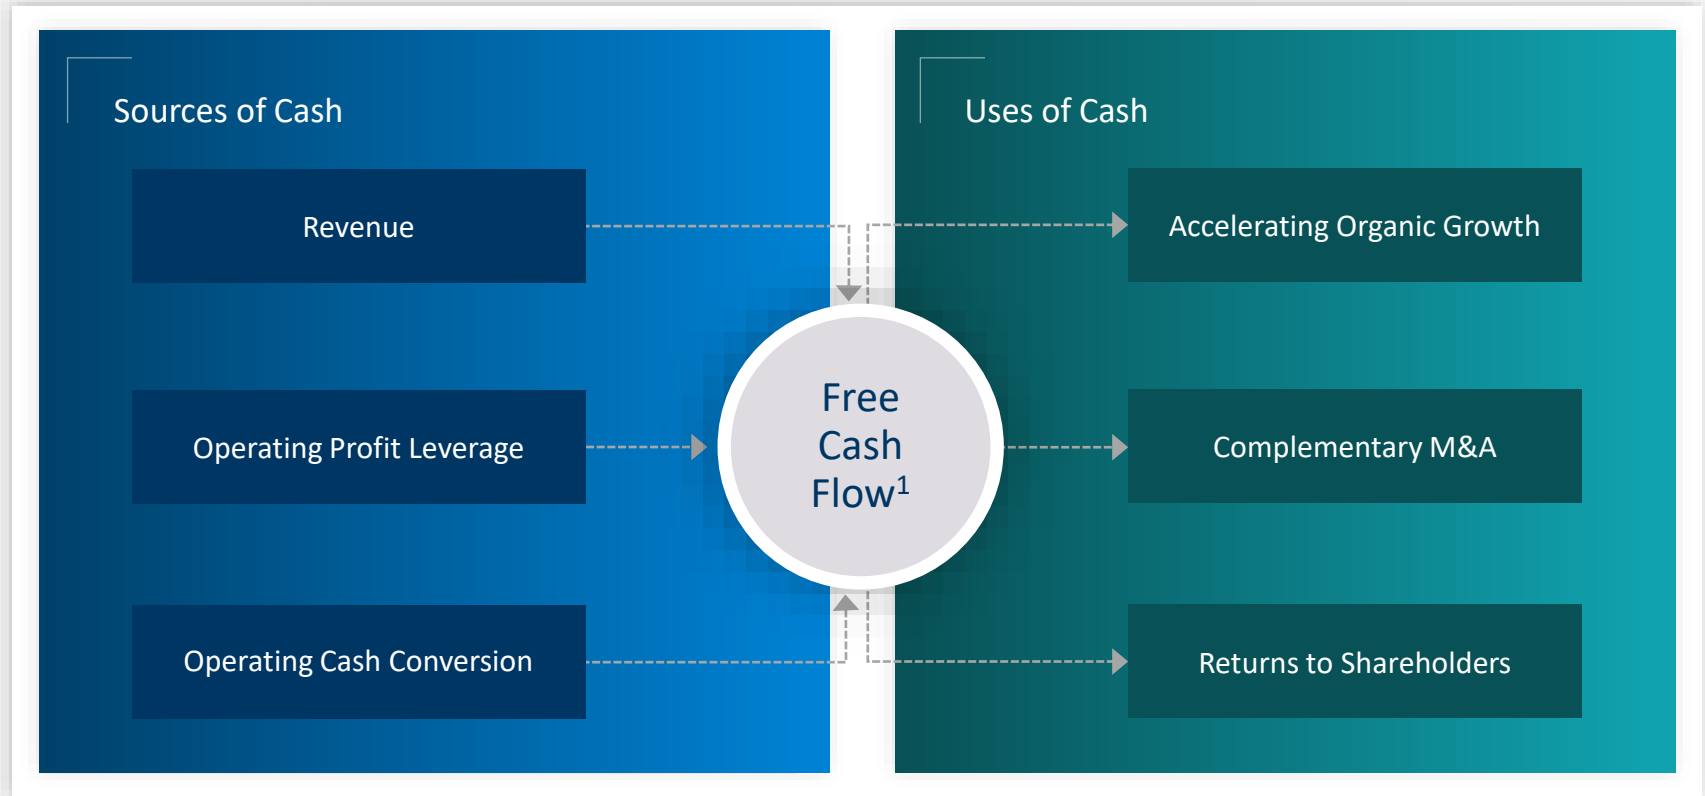 Sources of Cash
Revenue
Operating Profit Leverage
Operating Cash Conversion
Free
Cash
Flow¹
Uses of Cash
Accelerating Organic Growth
Complementary M&A
Returns to Shareholders